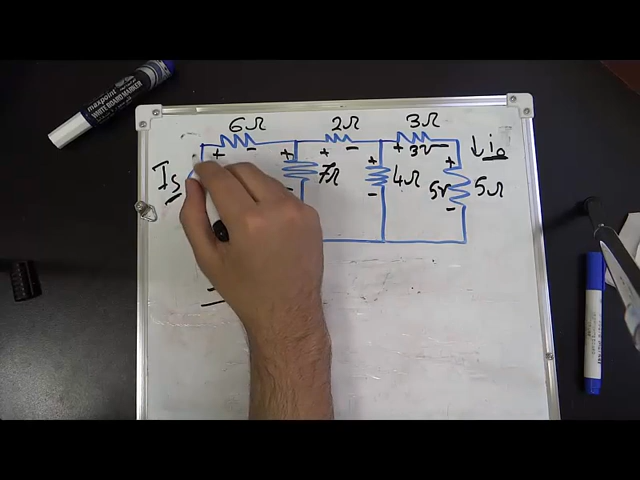 maxpoint
WHITE BOARD MARKER
6Ω 2Ω 3Ω
+ - + - + 3V - ↓ io
Is + 7Ω + 4Ω + 5V 5Ω
- - -